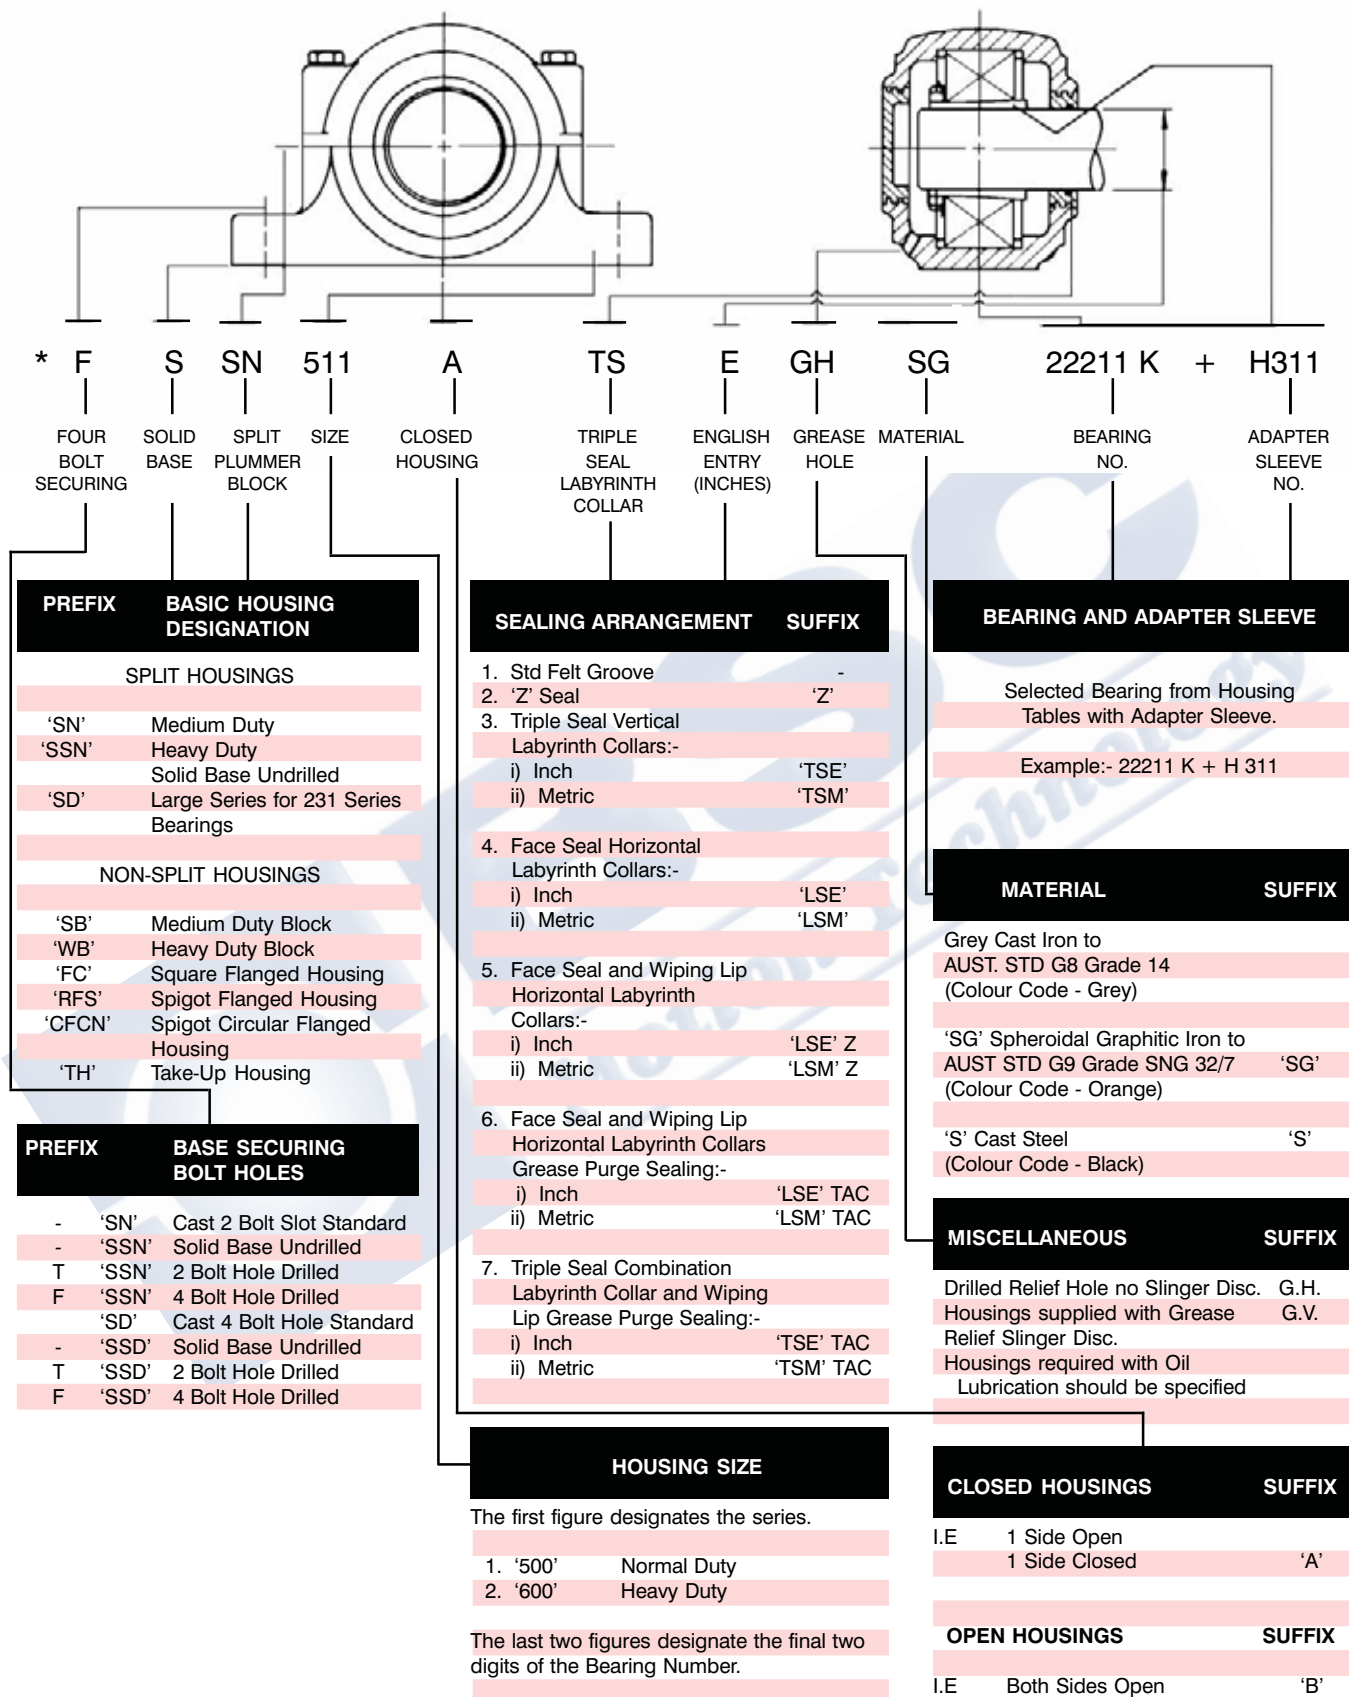 * F S SN 511 A TS E GH SG 22211 K + H311
FOUR BOLT SECURING
SOLID BASE
SPLIT PLUMMER BLOCK
SIZE
CLOSED HOUSING
TRIPLE SEAL LABYRINTH COLLAR
ENGLISH ENTRY (INCHES)
GREASE HOLE
MATERIAL
BEARING NO.
ADAPTER SLEEVE NO.
PREFIX BASIC HOUSING
DESIGNATION
SPLIT HOUSINGS
‘SN’ Medium Duty
‘SSN’ Heavy Duty
Solid Base Undrilled
‘SD’ Large Series for 231 Series
Bearings
NON-SPLIT HOUSINGS
‘SB’ Medium Duty Block
‘WB’ Heavy Duty Block
‘FC’ Square Flanged Housing
‘RFS’ Spigot Flanged Housing
‘CFCN’ Spigot Circular Flanged
Housing
‘TH’ Take-Up Housing
PREFIX BASE SECURING
BOLT HOLES
- ‘SN’ Cast 2 Bolt Slot Standard
- ‘SSN’ Solid Base Undrilled
T ‘SSN’ 2 Bolt Hole Drilled
F ‘SSN’ 4 Bolt Hole Drilled
‘SD’ Cast 4 Bolt Hole Standard
- ‘SSD’ Solid Base Undrilled
T ‘SSD’ 2 Bolt Hole Drilled
F ‘SSD’ 4 Bolt Hole Drilled
SEALING ARRANGEMENT SUFFIX
1. Std Felt Groove -
2. ‘Z’ Seal ‘Z’
3. Triple Seal Vertical
Labyrinth Collars:-
i) Inch ‘TSE’
ii) Metric ‘TSM’
4. Face Seal Horizontal
Labyrinth Collars:-
i) Inch ‘LSE’
ii) Metric ‘LSM’
5. Face Seal and Wiping Lip
Horizontal Labyrinth
Collars:-
i) Inch ‘LSE’ Z
ii) Metric ‘LSM’ Z
6. Face Seal and Wiping Lip
Horizontal Labyrinth Collars
Grease Purge Sealing:-
i) Inch ‘LSE’ TAC
ii) Metric ‘LSM’ TAC
7. Triple Seal Combination
Labyrinth Collar and Wiping
Lip Grease Purge Sealing:-
i) Inch ‘TSE’ TAC
ii) Metric ‘TSM’ TAC
HOUSING SIZE
The first figure designates the series.
1. ‘500’ Normal Duty
2. ‘600’ Heavy Duty
The last two figures designate the final two
digits of the Bearing Number.
BEARING AND ADAPTER SLEEVE
Selected Bearing from Housing
Tables with Adapter Sleeve.
Example:- 22211 K + H 311
MATERIAL SUFFIX
Grey Cast Iron to
AUST. STD G8 Grade 14
(Colour Code - Grey)
‘SG’ Spheroidal Graphitic Iron to
AUST STD G9 Grade SNG 32/7 ‘SG’
(Colour Code - Orange)
‘S’ Cast Steel ‘S’
(Colour Code - Black)
MISCELLANEOUS SUFFIX
Drilled Relief Hole no Slinger Disc. G.H.
Housings supplied with Grease G.V.
Relief Slinger Disc.
Housings required with Oil
Lubrication should be specified
CLOSED HOUSINGS SUFFIX
I.E 1 Side Open
1 Side Closed ‘A’
OPEN HOUSINGS SUFFIX
I.E Both Sides Open ‘B’